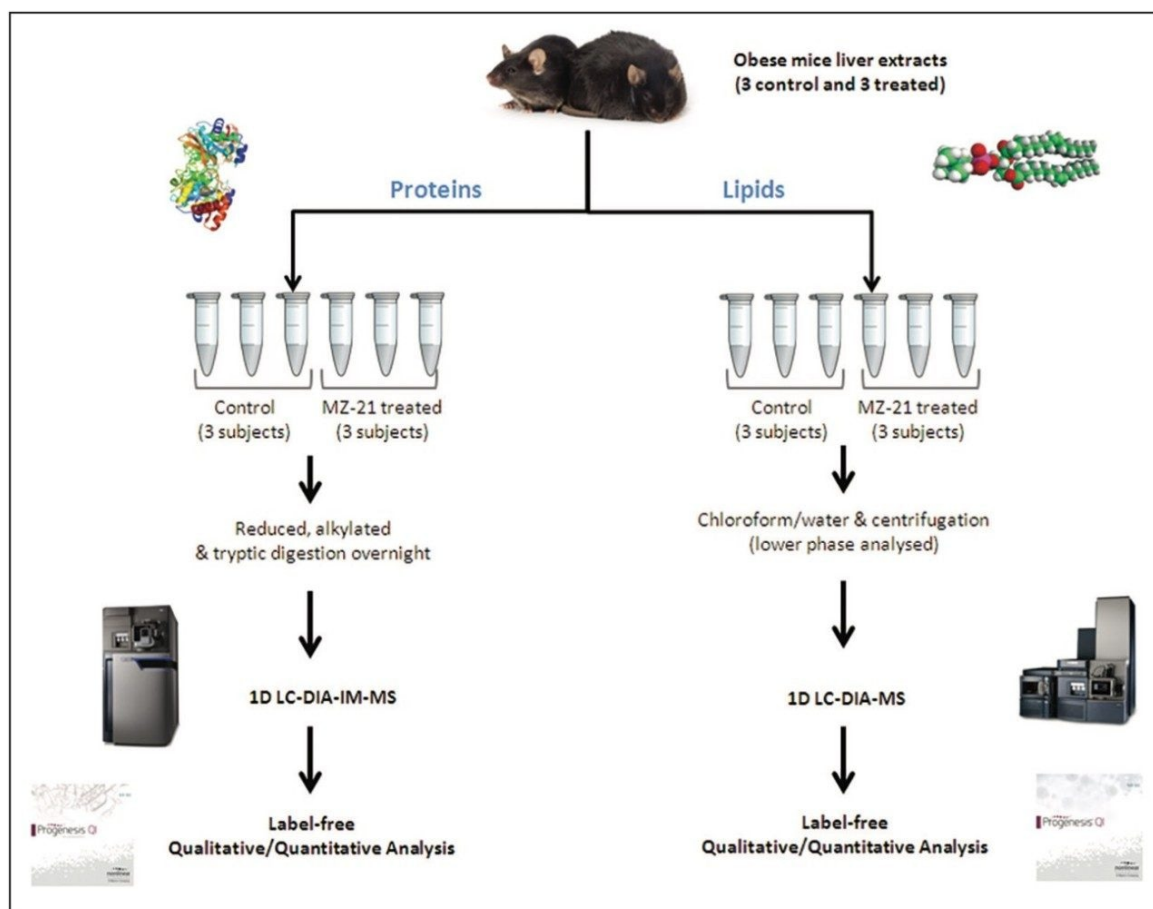 Obese mice liver extracts
(3 control and 3 treated)
Proteins
Lipids
Control
(3 subjects)
MZ-21 treated
(3 subjects)
Control
(3 subjects)
MZ-21 treated
(3 subjects)
Reduced, alkylated
& tryptic digestion overnight
Chloroform/water & centrifugation
(lower phase analysed)
1D LC-DIA-IM-MS
1D LC-DIA-MS
Progenesis QI
nonlinear
Label-free
Qualitative/Quantitative Analysis
Label-free
Qualitative/Quantitative Analysis
Progenesis QI
nonlinear